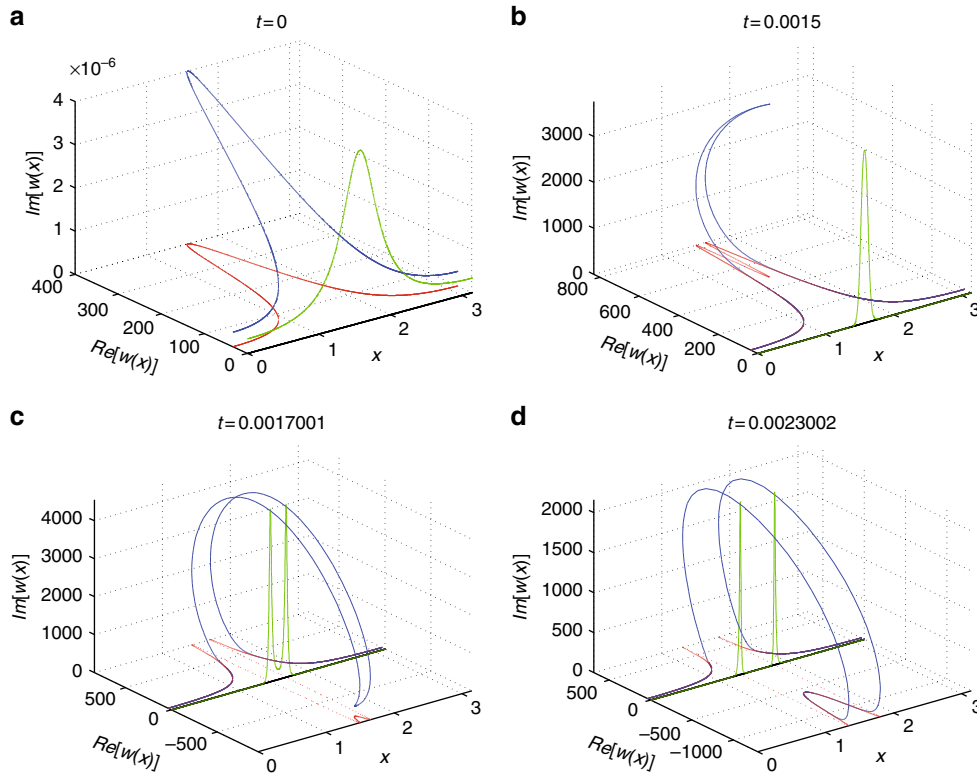 a
t=0
×10⁻⁶
4
3
2
1
0
Im[w(x)]
400
300
200
100
0
Re[w(x)]
0
1
2
3
x
b
t=0.0015
3000
2000
1000
0
Im[w(x)]
800
600
400
200
0
Re[w(x)]
0
1
2
3
x
c
t=0.0017001
4000
3000
2000
1000
0
Im[w(x)]
500
0
−500
Re[w(x)]
0
1
2
3
x
d
t=0.0023002
2000
1500
1000
500
0
Im[w(x)]
500
0
−500
−1000
Re[w(x)]
0
1
2
3
x